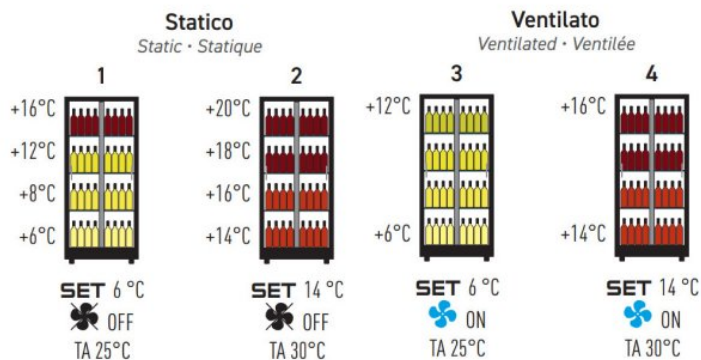 Statico
Static • Statique
Ventilato
Ventilated • Ventilée
1
2
3
4
+16°C
+12°C
+8°C
+6°C
+20°C
+18°C
+16°C
+14°C
+12°C
+6°C
+16°C
+14°C
SET 6 °C
OFF
TA 25°C
SET 14 °C
OFF
TA 30°C
SET 6 °C
ON
TA 25°C
SET 14 °C
ON
TA 30°C